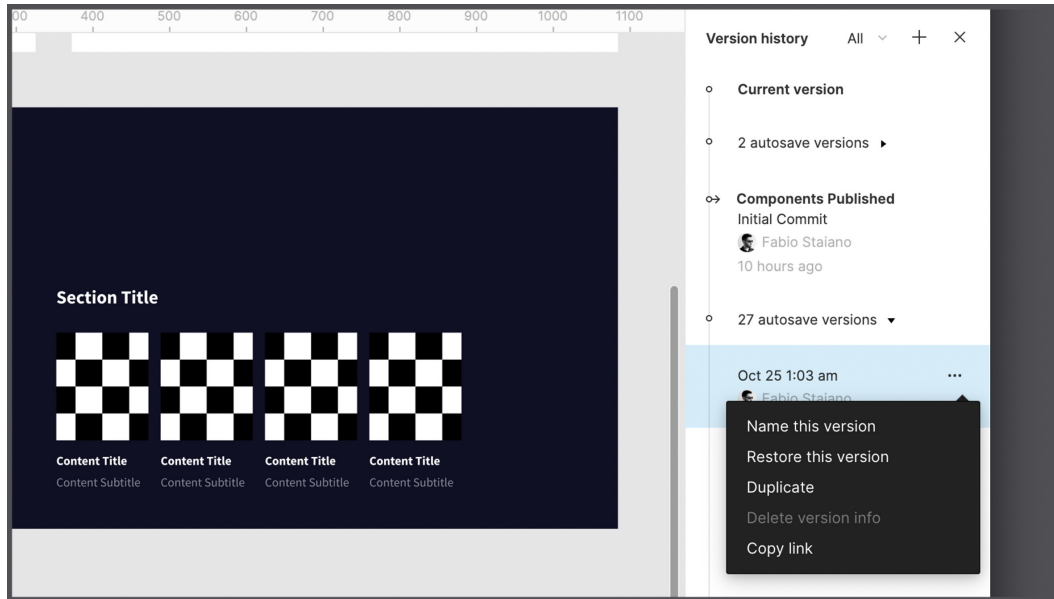 00 400 500 600 700 800 900 1000 1100
Version history All
Current version
2 autosave versions
Components Published
Initial Commit
Fabio Staiano
10 hours ago
27 autosave versions
Oct 25 1:03 am
Fabio Staiano
Name this version
Restore this version
Duplicate
Delete version info
Copy link
Section Title
Content Title Content Title Content Title Content Title
Content Subtitle Content Subtitle Content Subtitle Content Subtitle